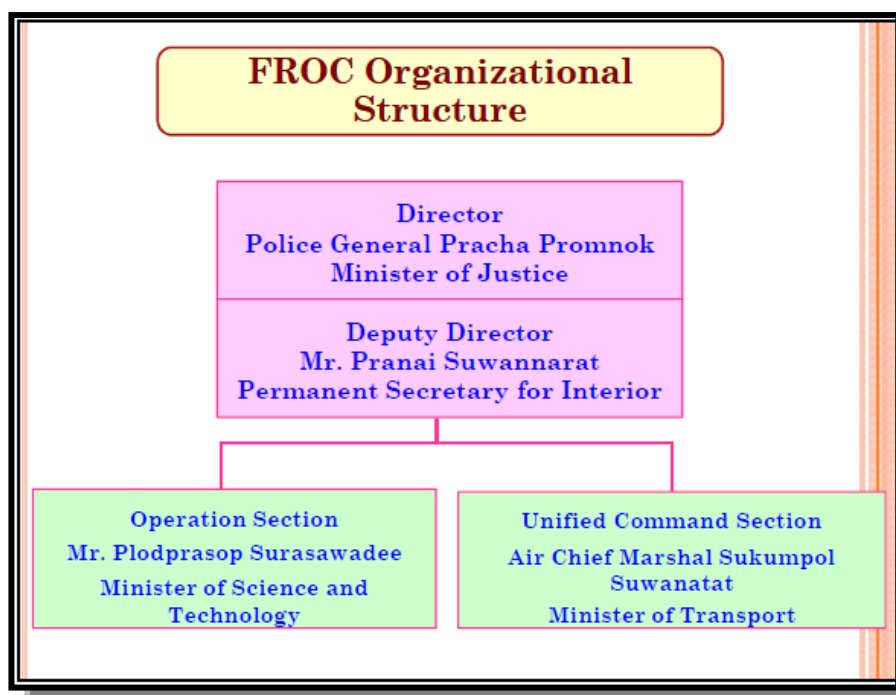 FROC Organizational
Structure
Director
Police General Pracha Promnok
Minister of Justice
Deputy Director
Mr. Pranai Suwannarat
Permanent Secretary for Interior
Operation Section
Mr. Plodprasop Surasawadee
Minister of Science and
Technology
Unified Command Section
Air Chief Marshal Sukumpol
Suwanatat
Minister of Transport